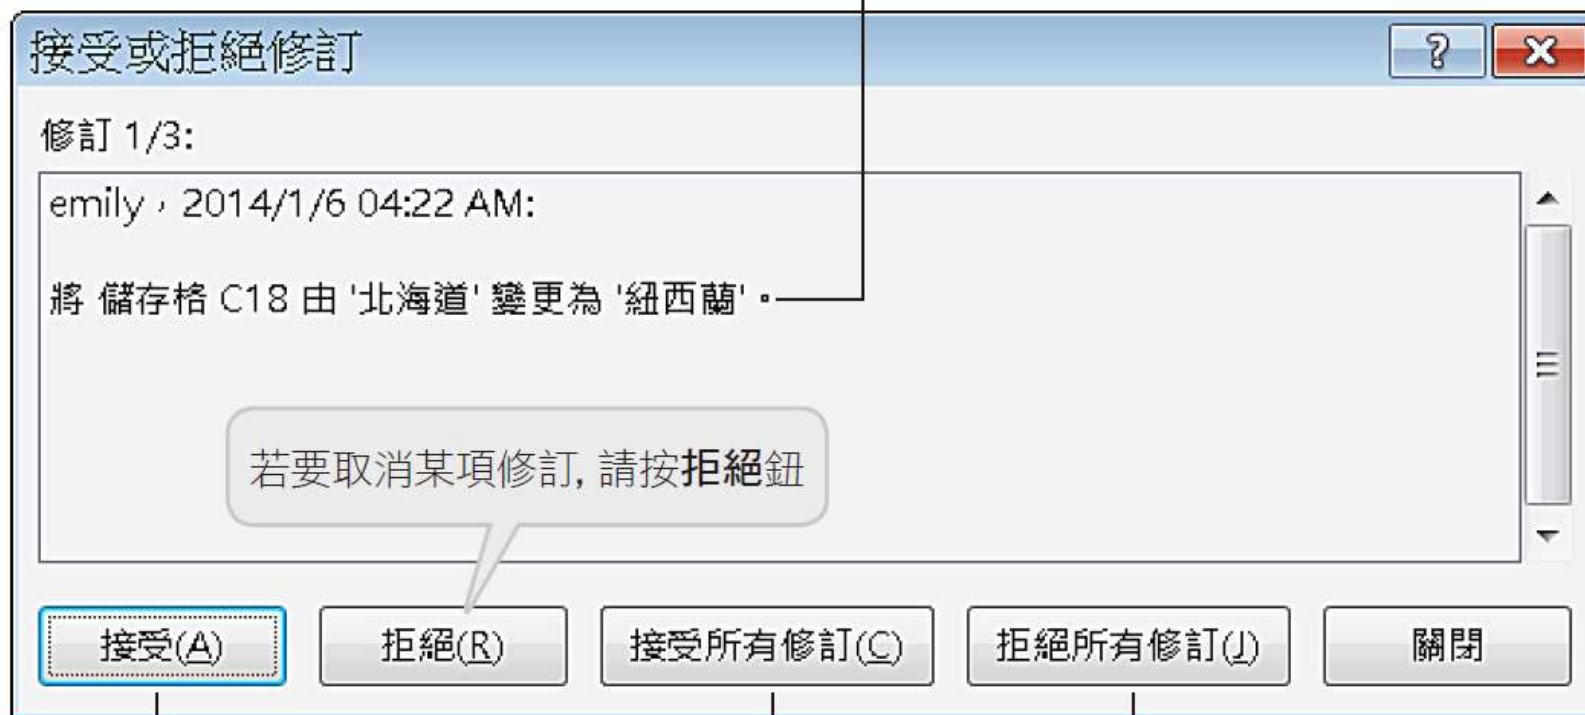 接受或拒絕修訂
修訂 1/3:
emily，2014/1/6 04:22 AM:
將 儲存格 C18 由 '北海道' 變更為 '紐西蘭'。
若要取消某項修訂, 請按拒絕鈕
接受(A) 拒絕(R) 接受所有修訂(C) 拒絕所有修訂(J) 關閉